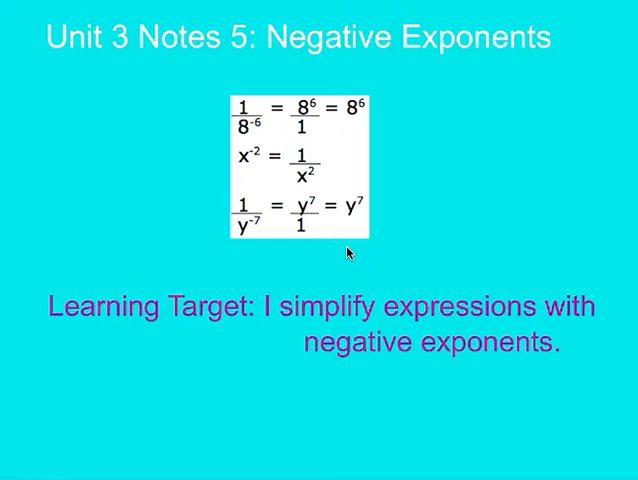 Unit 3 Notes 5: Negative Exponents
1 = 8⁶ = 8⁶
8⁻⁶ 1
x⁻² = 1
x²
1 = y⁷ = y⁷
y⁻⁷ 1
Learning Target: I simplify expressions with
negative exponents.